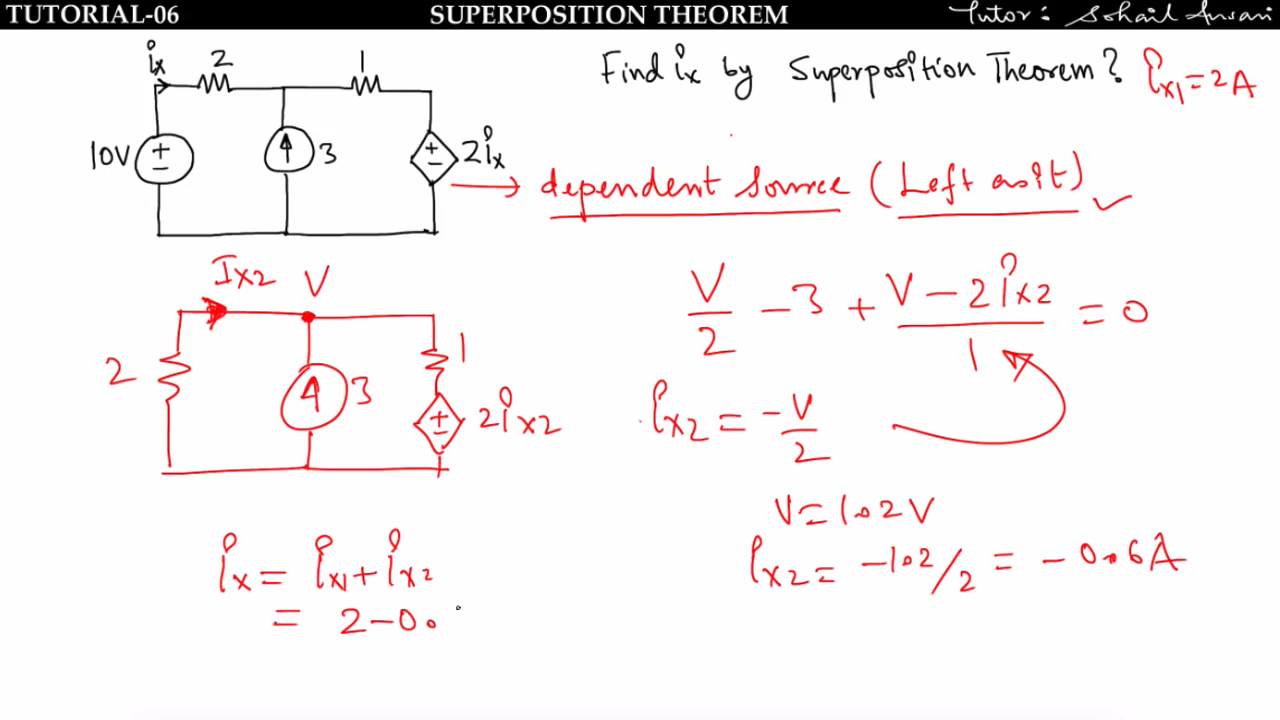 TUTORIAL-06 SUPERPOSITION THEOREM Tutor: Sohail Ansari
ix 2 1
Find ix by Superposition Theorem? ix1=2A
10V + - 3 + - 2ix
dependent source (Left as it)
Ix2 V
V/2 - 3 + (V - 2ix2)/1 = 0
2 3 1 + - 2ix2
ix2 = -V/2
V = 1.2V
ix2 = -1.2/2 = -0.6A
ix = ix1 + ix2
= 2-0.